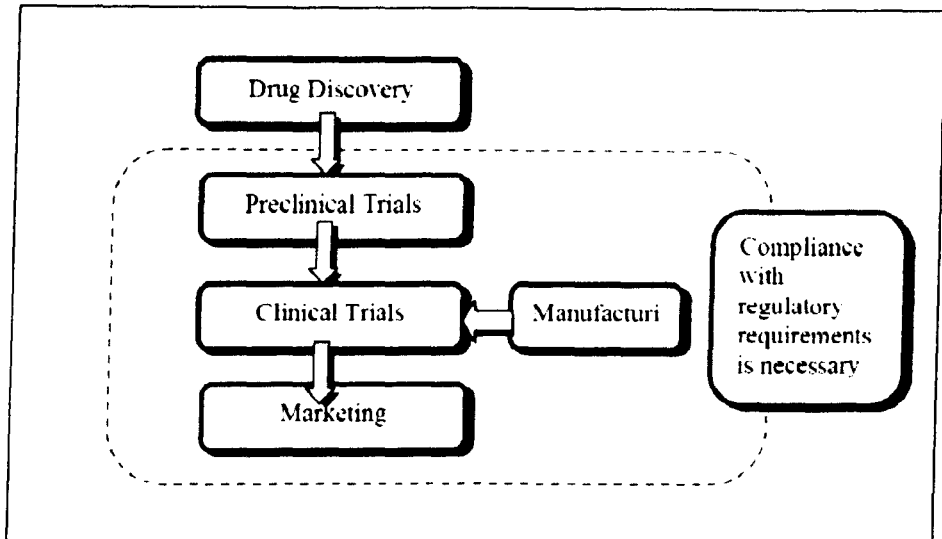 Drug Discovery
Preclinical Trials
Clinical Trials
Manufacturi
Marketing
Compliance
with
regulatory
requirements
is necessary